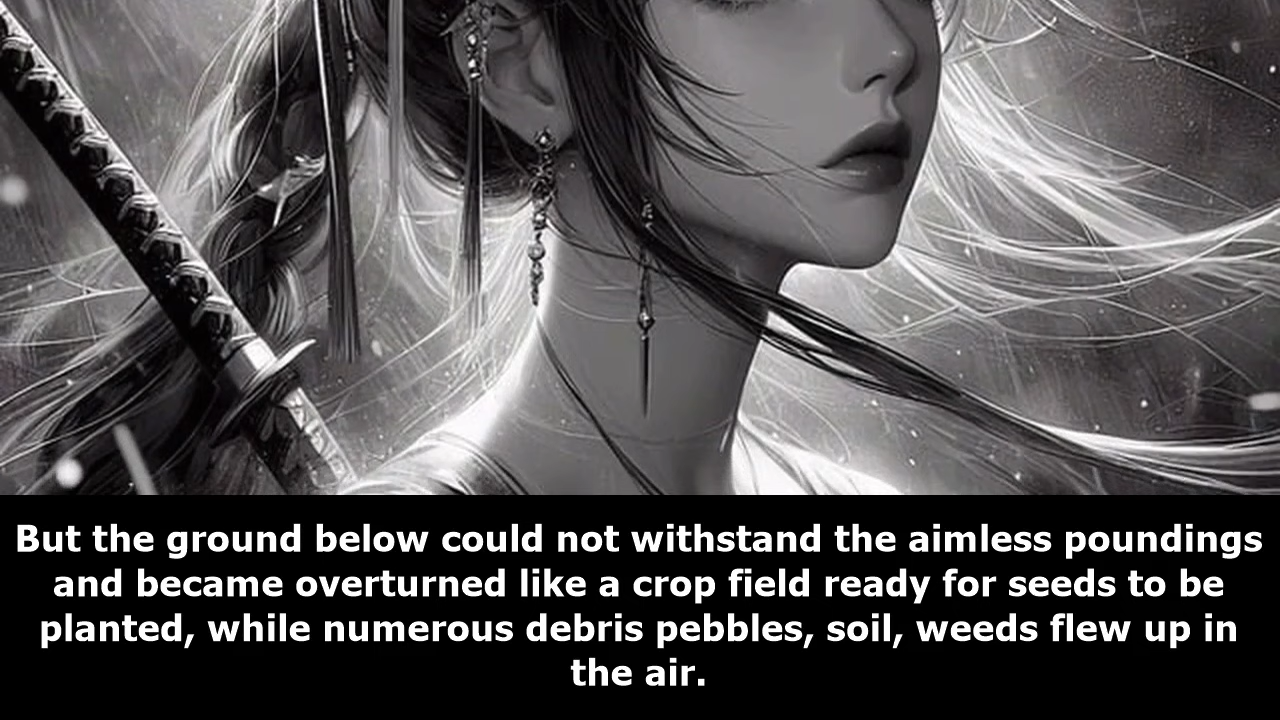 But the ground below could not withstand the aimless poundings
and became overturned like a crop field ready for seeds to be
planted, while numerous debris pebbles, soil, weeds flew up in
the air.